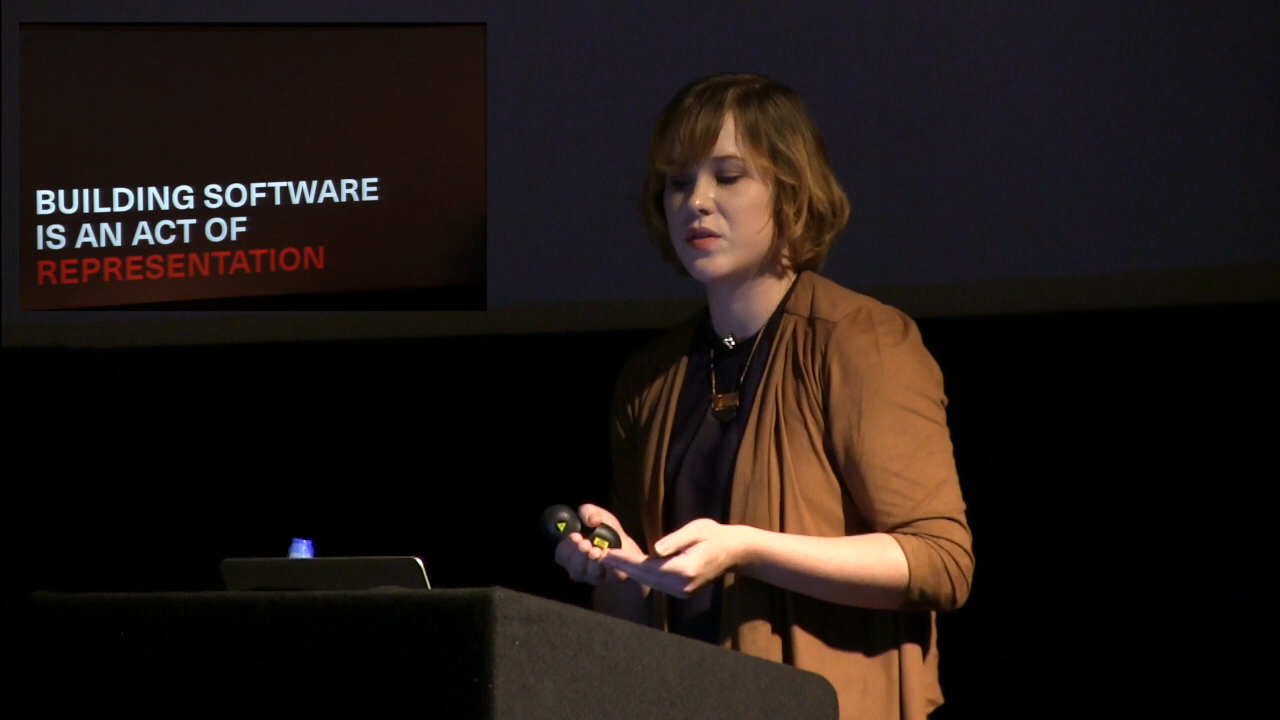 BUILDING SOFTWARE
IS AN ACT OF
REPRESENTATION